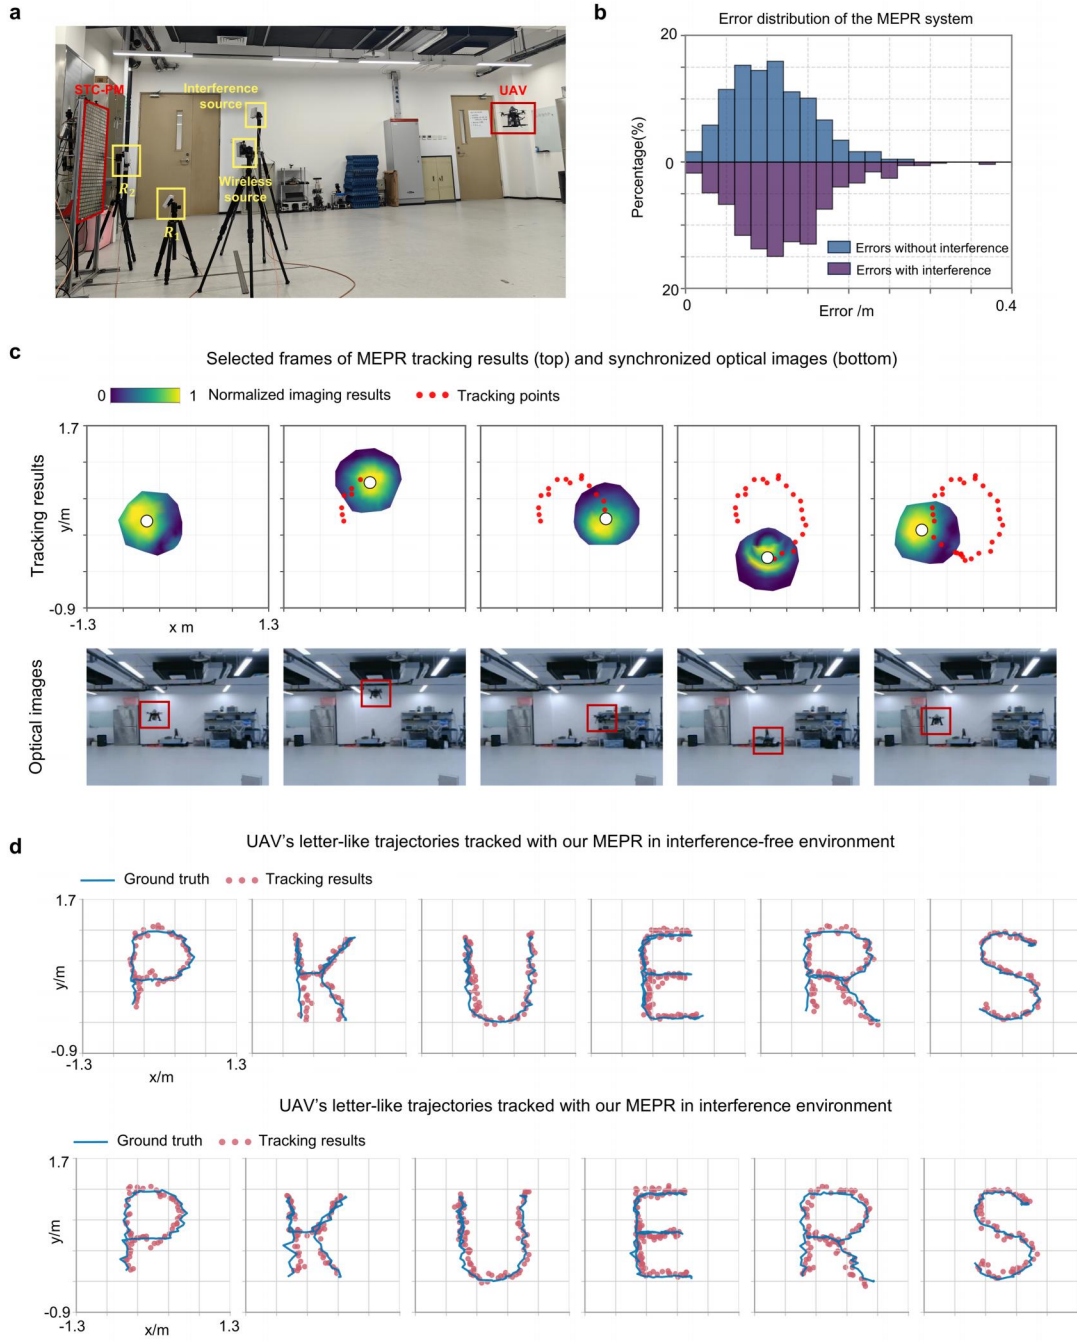 a
STC-PM
Interference
source
UAV
R₂
Wireless
source
R₁
b
Error distribution of the MEPR system
20
Percentage(%)
0
Errors without interference
Errors with interference
20
0
0.4
Error /m
c
Selected frames of MEPR tracking results (top) and synchronized optical images (bottom)
0 1 Normalized imaging results Tracking points
1.7
Tracking results
y/m
-0.9
-1.3 x m 1.3
Optical images
d
UAV's letter-like trajectories tracked with our MEPR in interference-free environment
Ground truth Tracking results
1.7
y/m
-0.9
-1.3 1.3
x/m
UAV's letter-like trajectories tracked with our MEPR in interference environment
Ground truth Tracking results
1.7
y/m
-0.9
-1.3 x/m 1.3